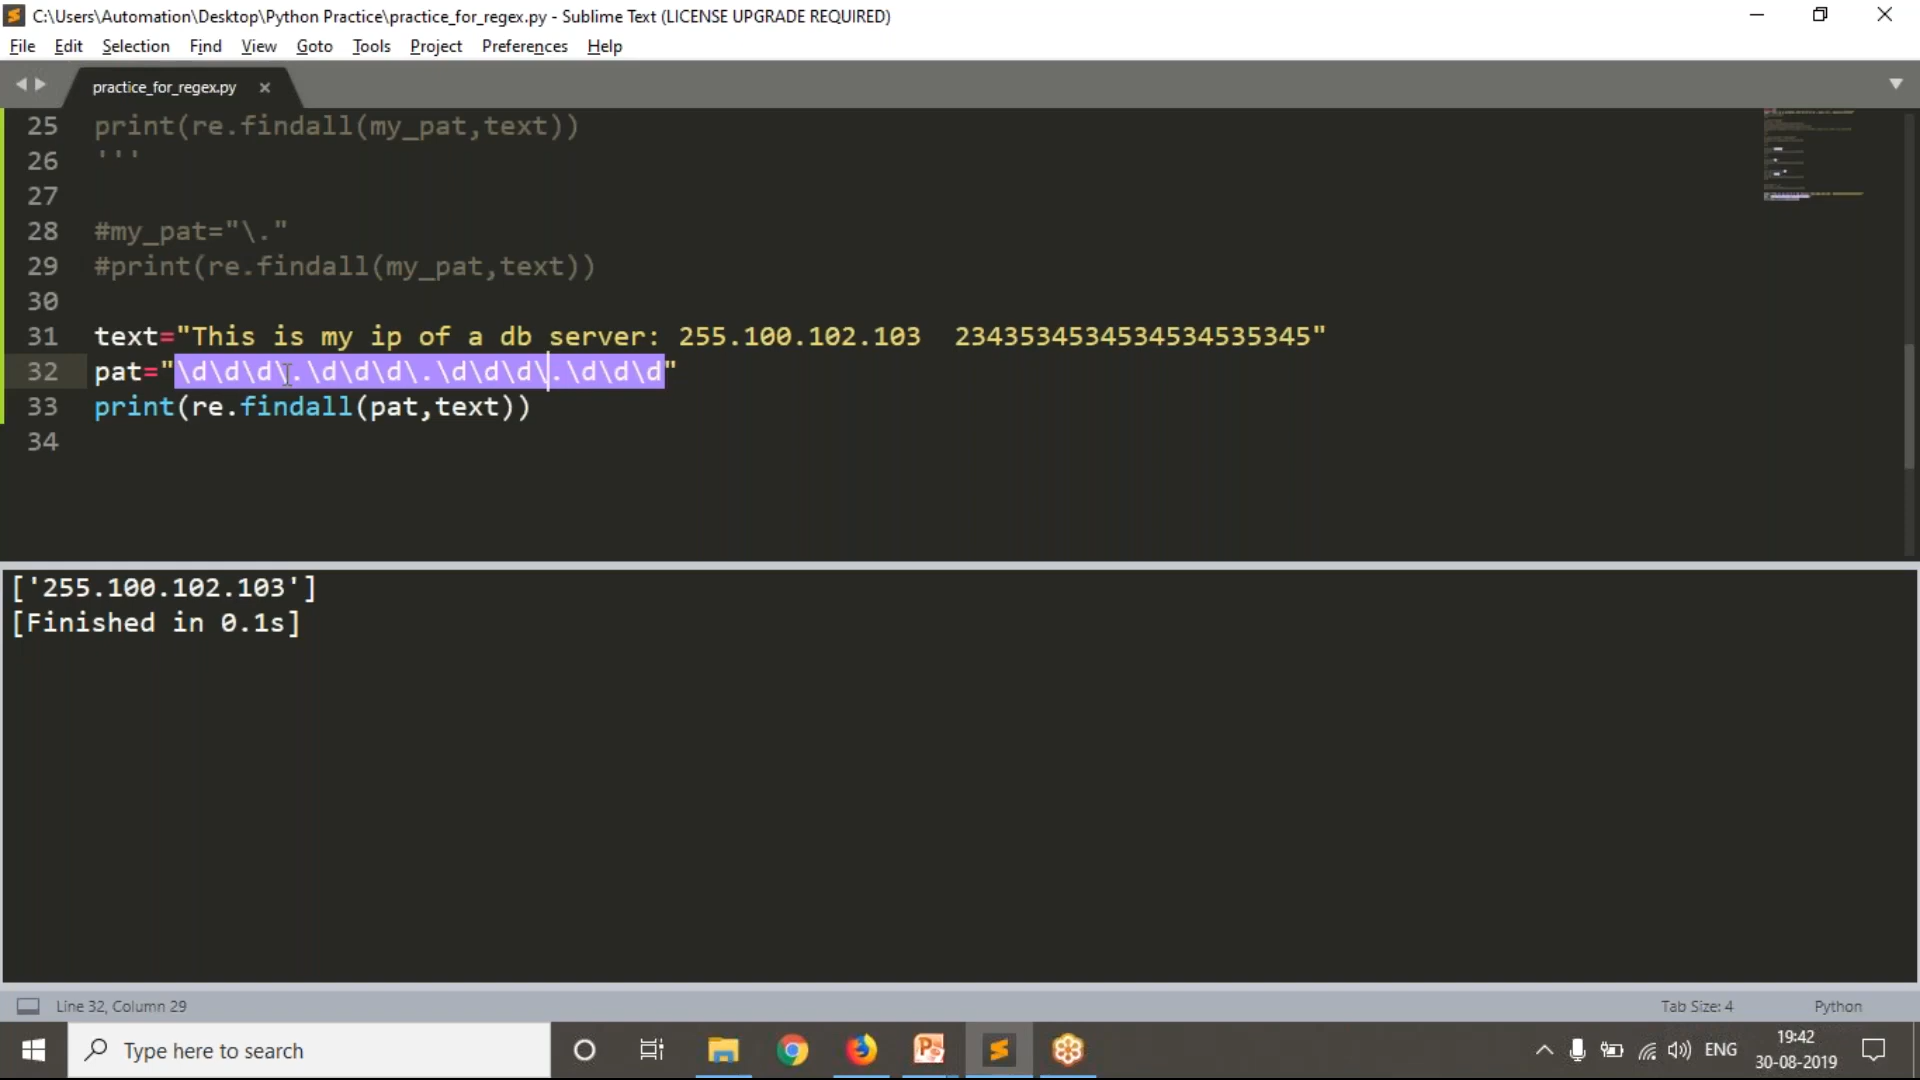 C:\Users\Automation\Desktop\Python Practice\practice_for_regex.py - Sublime Text (LICENSE UPGRADE REQUIRED)
File Edit Selection Find View Goto Tools Project Preferences Help
practice_for_regex.py
25 print(re.findall(my_pat,text))
26 '''
27
28 #my_pat="\."
29 #print(re.findall(my_pat,text))
30
31 text="This is my ip of a db server: 255.100.102.103  2343534534534534535345"
32 pat="\d\d\d\.\d\d\d\.\d\d\d\.\d\d\d"
33 print(re.findall(pat,text))
34
['255.100.102.103']
[Finished in 0.1s]
Line 32, Column 29 Tab Size: 4 Python
Type here to search ENG 19:42
30-08-2019